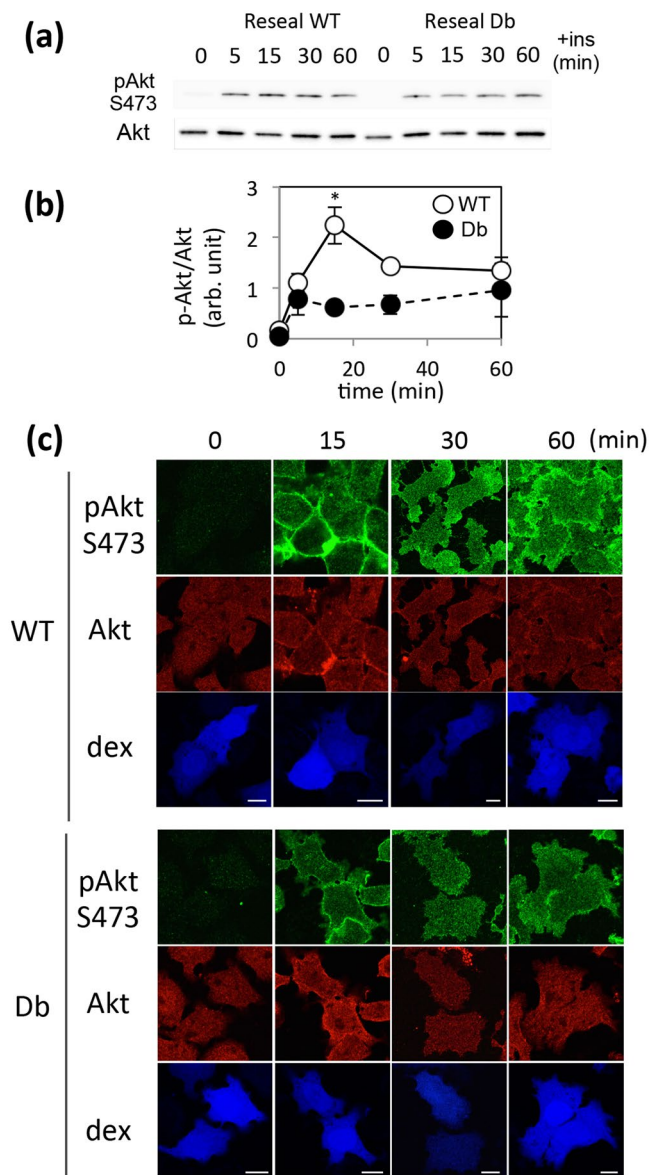 (a)
Reseal WT Reseal Db
0 5 15 30 60 0 5 15 30 60 +ins
(min)
pAkt
S473
Akt
(b)
3
2
1
0
p-Akt/Akt
(arb. unit)
*
WT
Db
0 20 40 60
time (min)
(c)
0 15 30 60 (min)
WT
pAkt
S473
Akt
dex
Db
pAkt
S473
Akt
dex